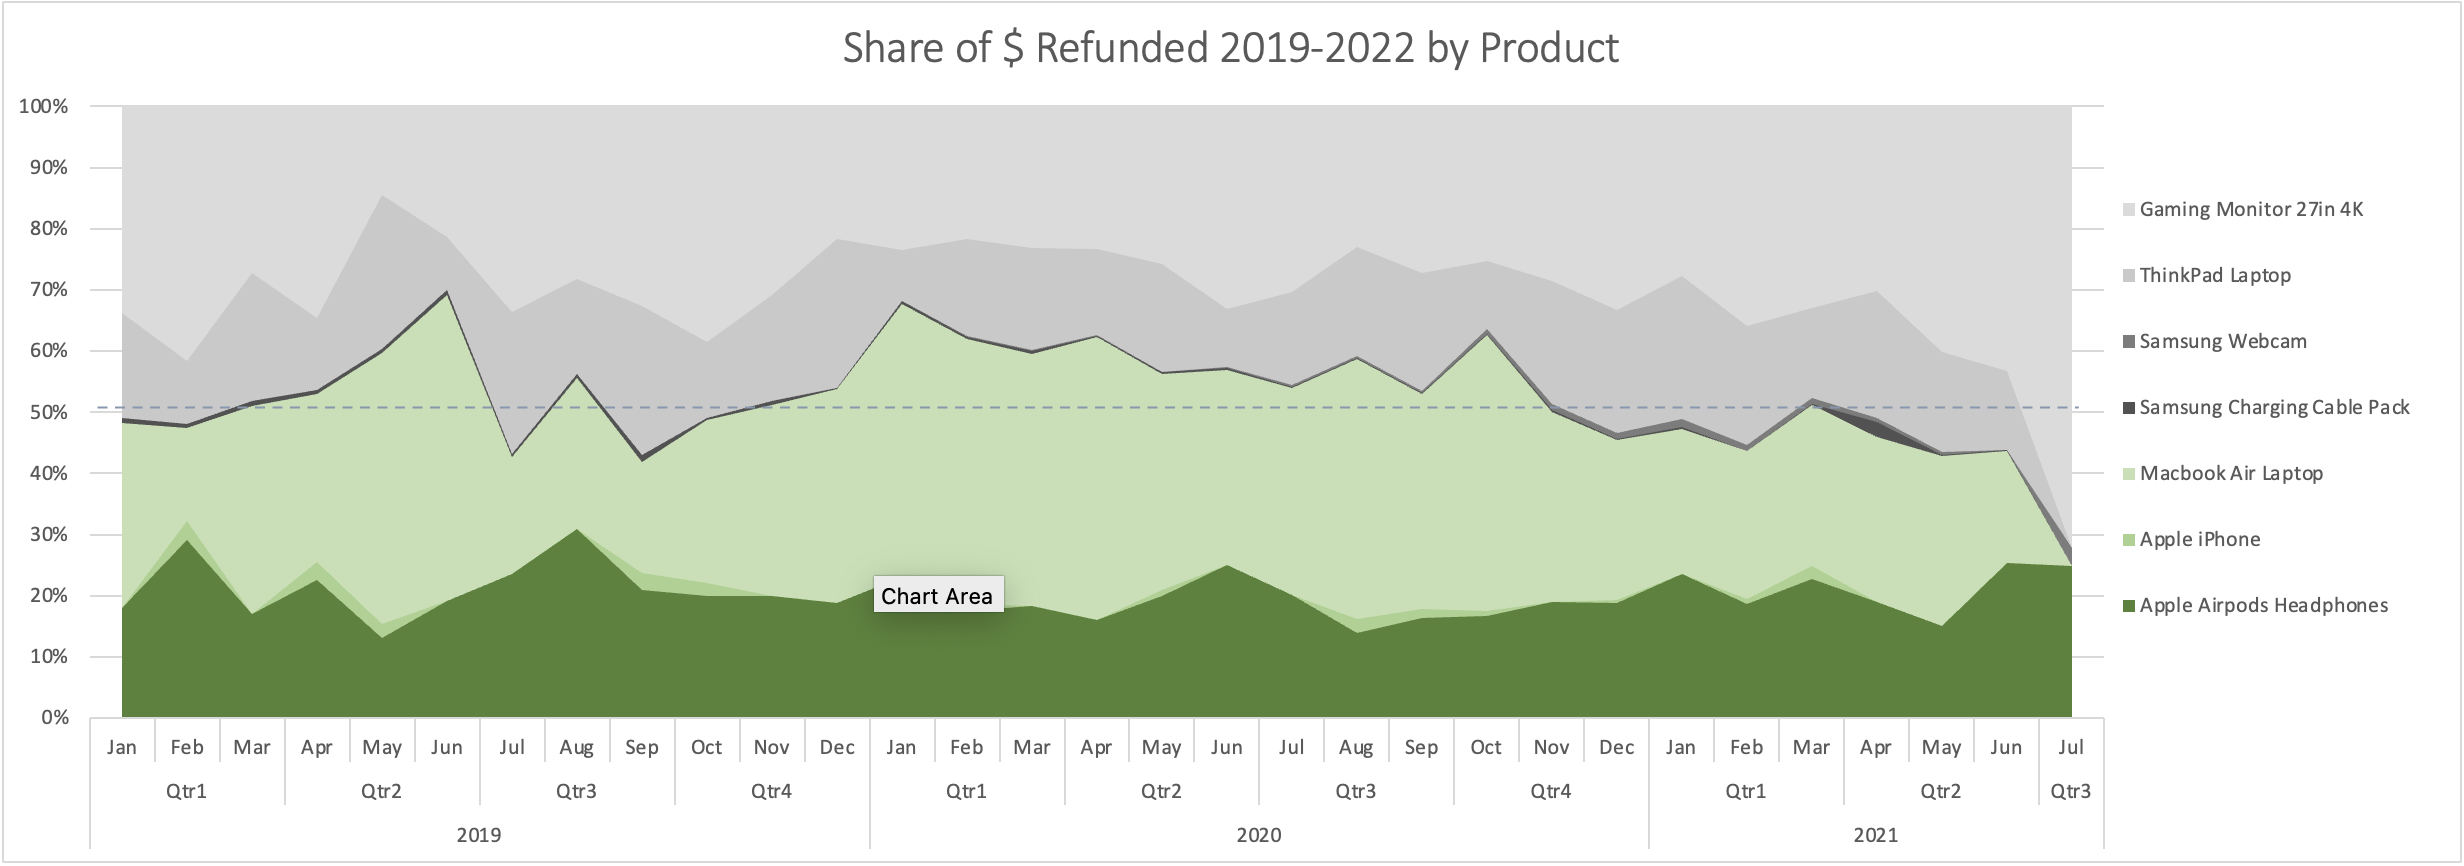 Share of $ Refunded 2019-2022 by Product
100%
90%
80%
70%
60%
50%
40%
30%
20%
10%
0%
Chart Area
Jan Feb Mar Apr May Jun Jul Aug Sep Oct Nov Dec Jan Feb Mar Apr May Jun Jul Aug Sep Oct Nov Dec Jan Feb Mar Apr May Jun Jul
Qtr1 Qtr2 Qtr3 Qtr4 Qtr1 Qtr2 Qtr3 Qtr4 Qtr1 Qtr2 Qtr3
2019 2020 2021
Gaming Monitor 27in 4K
ThinkPad Laptop
Samsung Webcam
Samsung Charging Cable Pack
Macbook Air Laptop
Apple iPhone
Apple Airpods Headphones